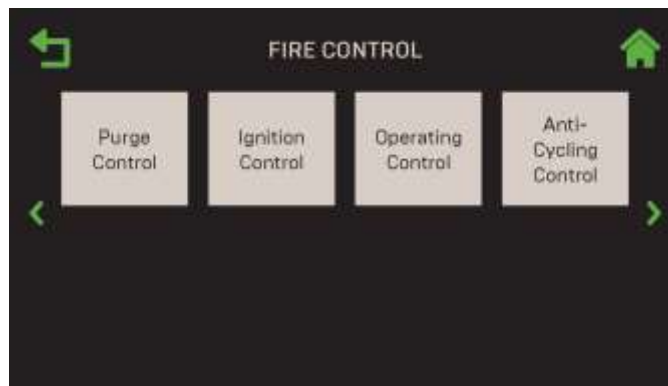 FIRE CONTROL
Purge
Control
Ignition
Control
Operating
Control
Anti-
Cycling
Control